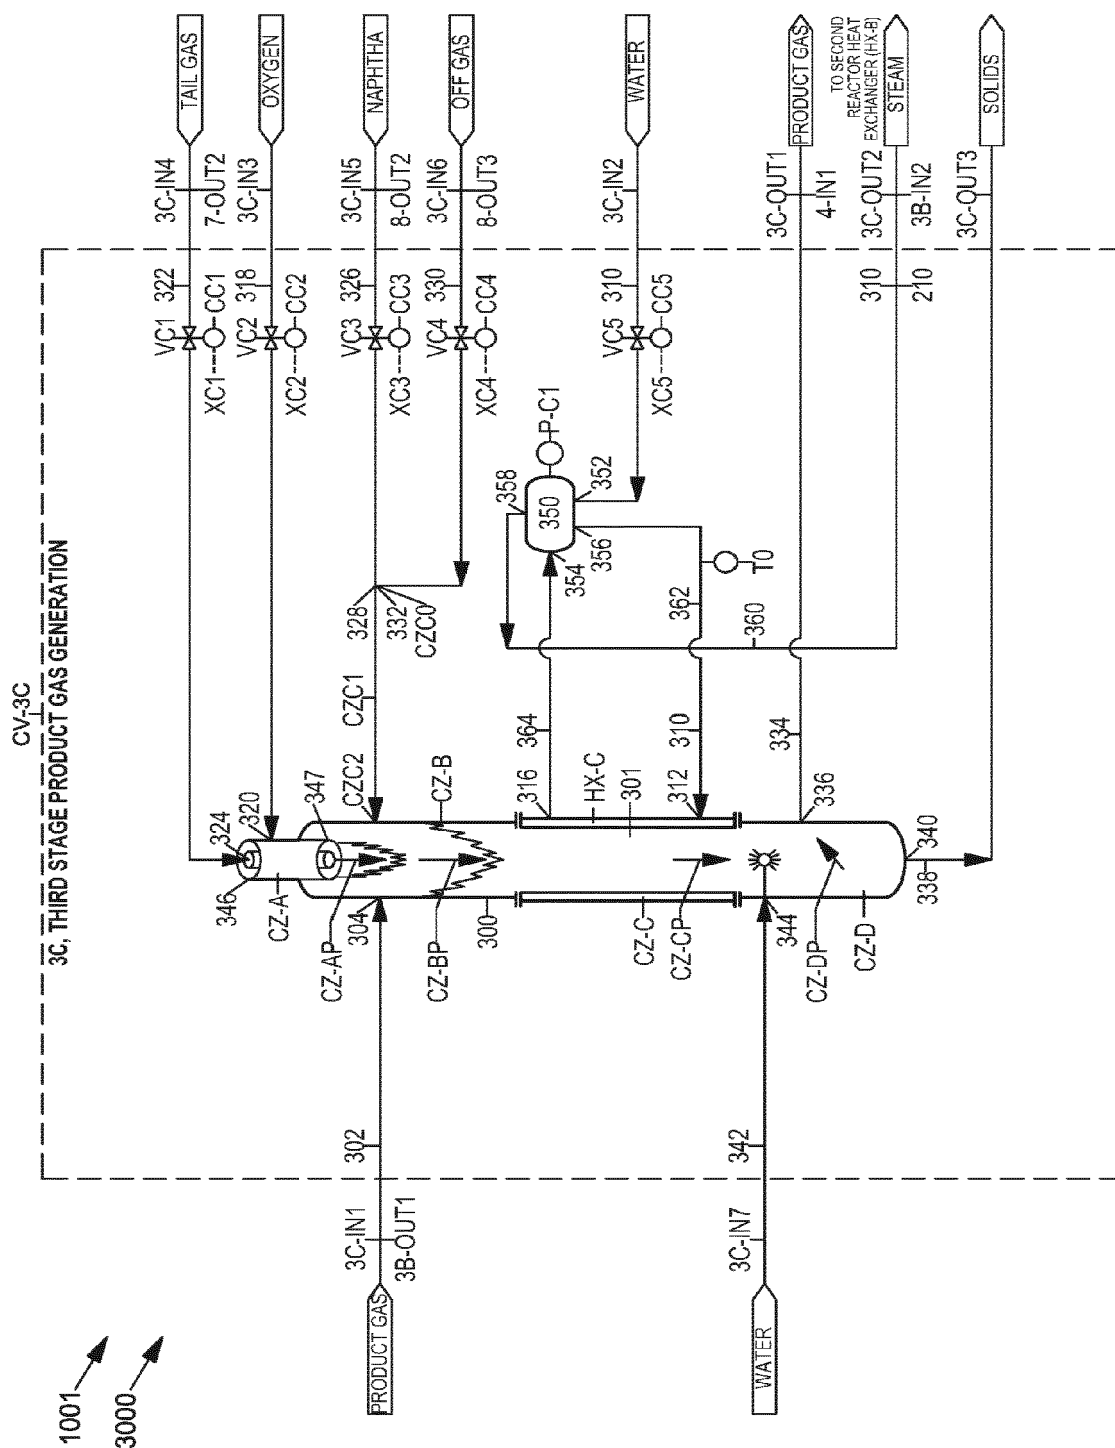 CV-3C
3C, THIRD STAGE PRODUCT GAS GENERATION
1001
3000
TAIL GAS
3C-IN4
7-OUT2
322
VC1
CC1
XC1
OXYGEN
3C-IN3
318
VC2
CC2
XC2
NAPHTHA
3C-IN5
8-OUT2
326
VC3
CC3
XC3
OFF GAS
3C-IN6
8-OUT3
330
VC4
CC4
XC4
WATER
3C-IN2
310
VC5
CC5
XC5
PRODUCT GAS
3C-OUT1
4-IN1
TO SECOND
REACTOR HEAT
EXCHANGER (HX-B)
STEAM
3C-OUT2
3B-IN2
310
210
SOLIDS
3C-OUT3
P-C1
350
352
354
356
358
T0
362
360
328
332
CZC0
CZC1
CZC2
364
310
334
346
324
320
347
CZ-A
CZ-AP
304
CZ-B
CZ-BP
300
316
HX-C
301
312
CZ-C
CZ-CP
336
344
CZ-DP
CZ-D
340
338
302
3C-IN1
3B-OUT1
PRODUCT GAS
342
3C-IN7
WATER